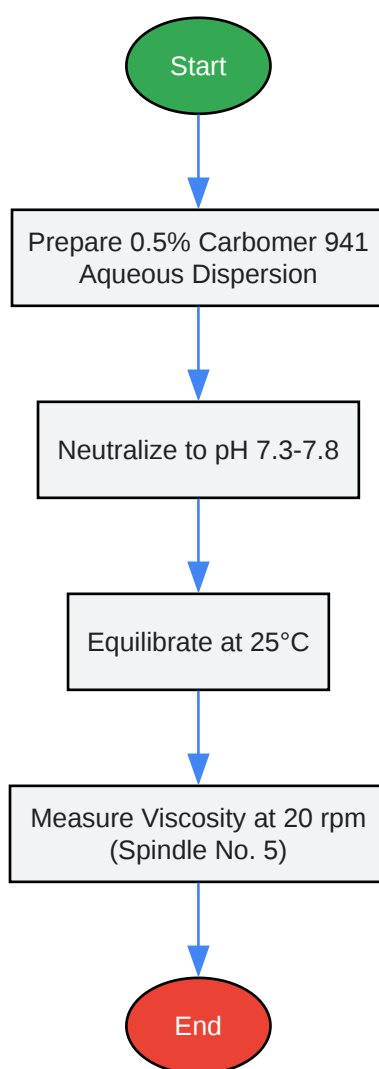 Start
Prepare 0.5% Carbomer 941
Aqueous Dispersion
Neutralize to pH 7.3-7.8
Equilibrate at 25°C
Measure Viscosity at 20 rpm
(Spindle No. 5)
End